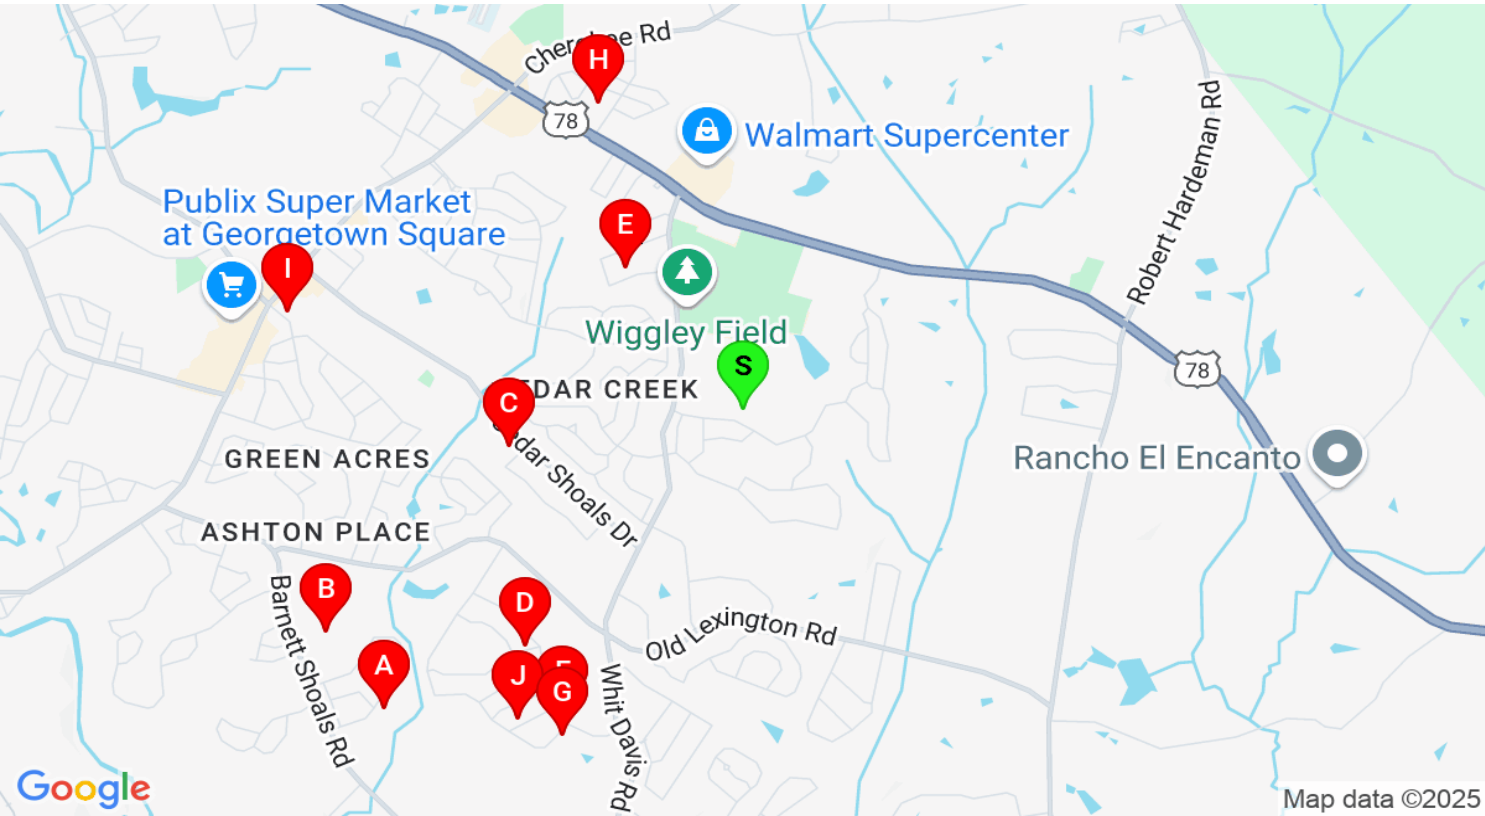 Cherokee Rd
H
78
Walmart Supercenter
Robert Hardeman Rd
Publix Super Market
at Georgetown Square
E
I
Wiggley Field
S
78
EDAR CREEK
C
Cedar Shoals Dr
GREEN ACRES
Rancho El Encanto
ASHTON PLACE
B
Barnett Shoals Rd
D
Old Lexington Rd
A
J
G
Whit Davis Rd
Google
Map data ©2025